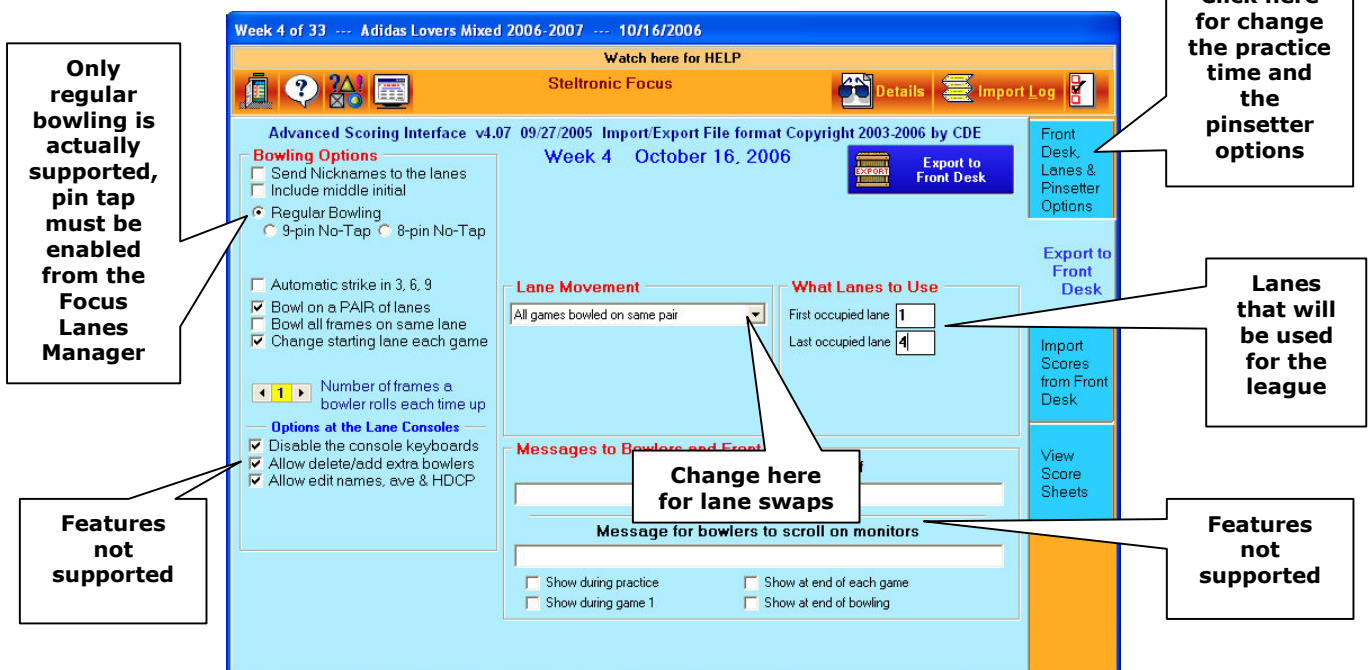 Click here
for change
the practice
time and
the
pinsetter
options
Week 4 of 33 --- Adidas Lovers Mixed 2006-2007 --- 10/16/2006
Watch here for HELP
Steltronic Focus
Details
Import Log
Only
regular
bowling is
actually
supported,
pin tap
must be
enabled
from the
Focus
Lanes
Manager
Advanced Scoring Interface v4.07 09/27/2005 Import/Export File format Copyright 2003-2006 by CDE
Week 4 October 16, 2006
EXPORT
Export to
Front Desk
Bowling Options
Send Nicknames to the lanes
Include middle initial
Regular Bowling
9-pin No-Tap 8-pin No-Tap
Automatic strike in 3, 6, 9
Bowl on a PAIR of lanes
Bowl all frames on same lane
Change starting lane each game
1
Number of frames a
bowler rolls each time up
Options at the Lane Consoles
Disable the console keyboards
Allow delete/add extra bowlers
Allow edit names, ave & HDCP
Features
not
supported
Lane Movement
All games bowled on same pair
What Lanes to Use
First occupied lane 1
Last occupied lane 4
Change here
for lane swaps
Messages to Bowlers and Front
Message for bowlers to scroll on monitors
Show during practice
Show at end of each game
Show during game 1
Show at end of bowling
Front
Desk,
Lanes &
Pinsetter
Options
Export to
Front
Desk
Import
Scores
from Front
Desk
View
Score
Sheets
Lanes
that will
be used
for the
league
Features
not
supported